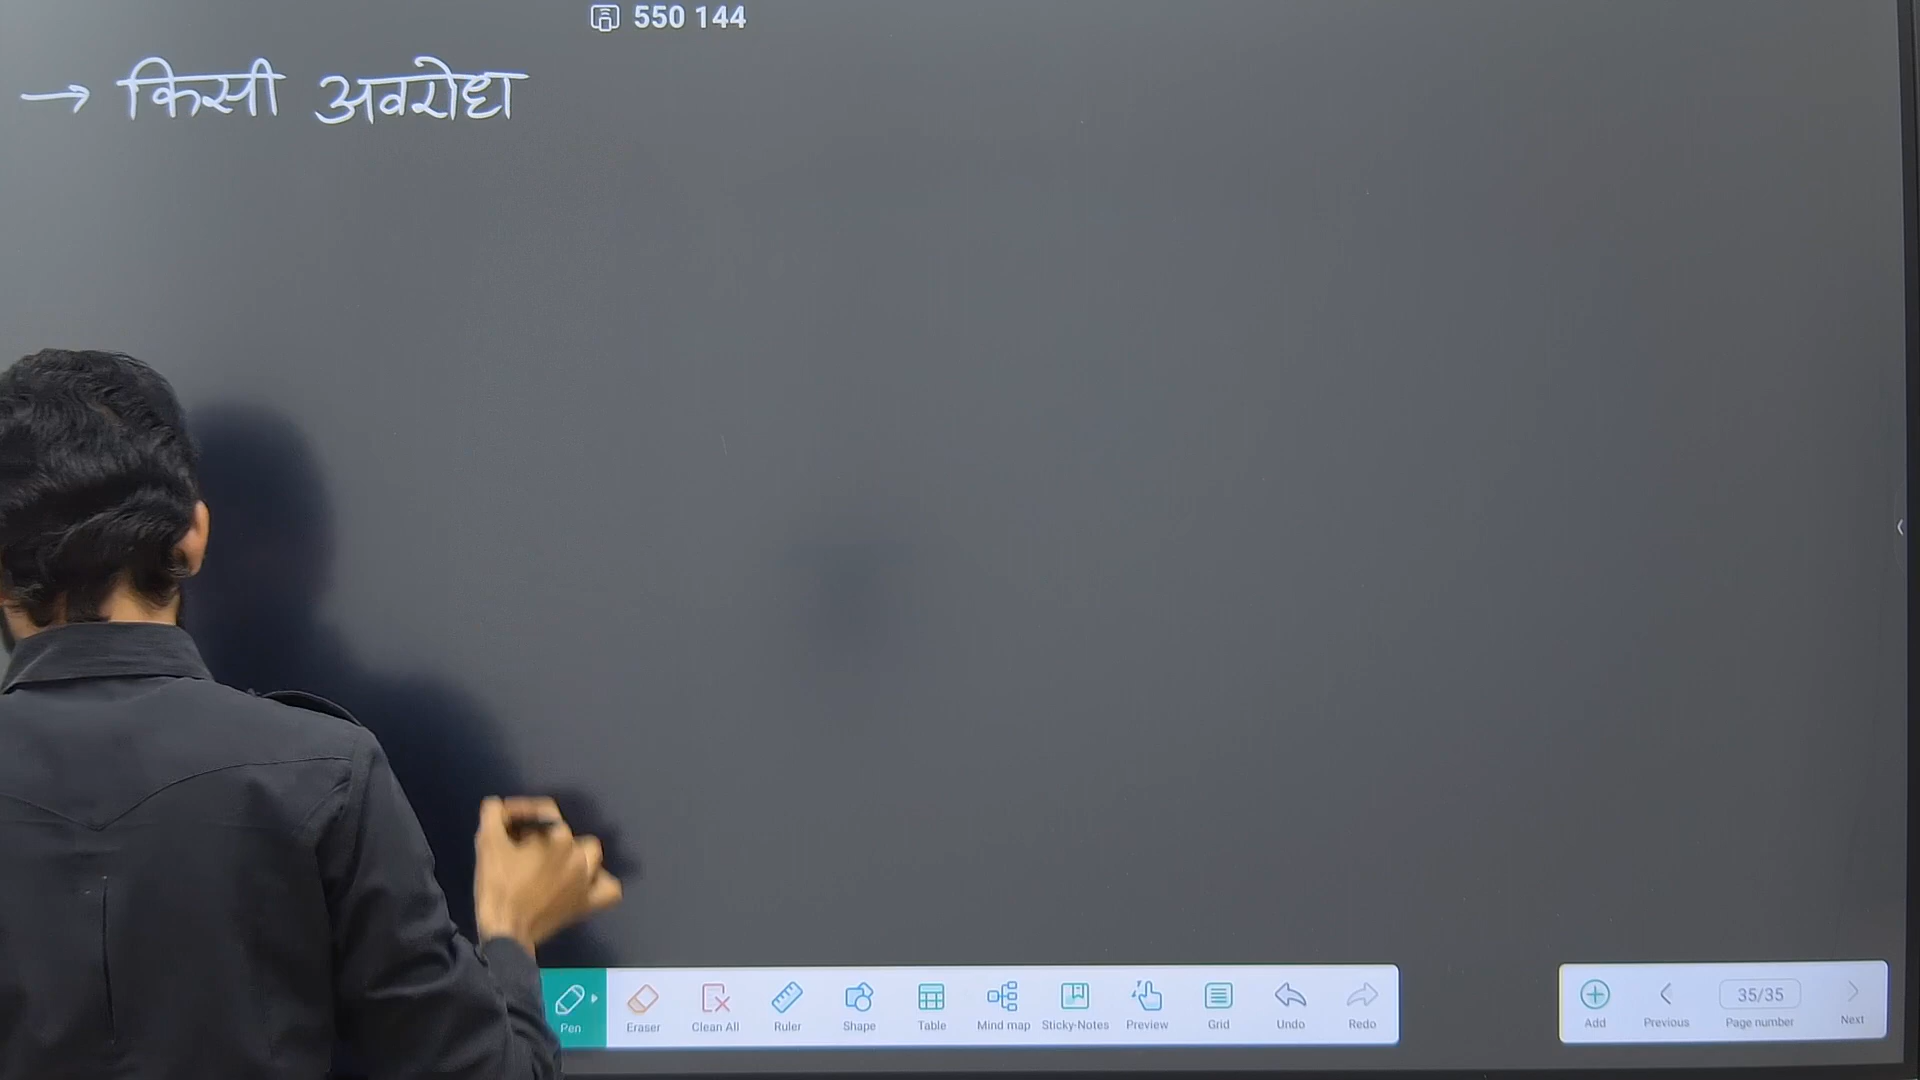 550 144
→ किसी अवरोध
Pen
Eraser
Clean All
Ruler
Shape
Table
Mind map
Sticky-Notes
Preview
Grid
Undo
Redo
Add
Previous
35/35
Page number
Next